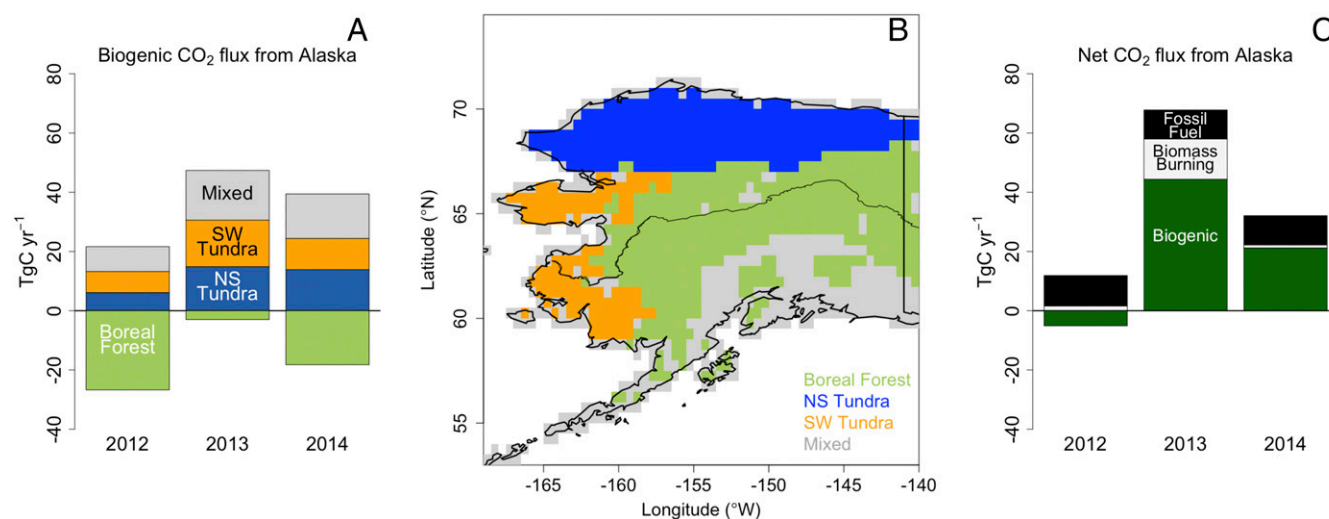 A
Biogenic CO₂ flux from Alaska
TgC yr⁻¹
80
60
40
20
0
-20
-40
Mixed
SW
Tundra
NS
Tundra
Boreal
Forest
2012
2013
2014
B
Latitude (°N)
70
65
60
55
Boreal Forest
NS Tundra
SW Tundra
Mixed
-165
-160
-155
-150
-145
-140
Longitude (°W)
C
Net CO₂ flux from Alaska
TgC yr⁻¹
80
60
40
20
0
-20
-40
Fossil
Fuel
Biomass
Burning
Biogenic
2012
2013
2014